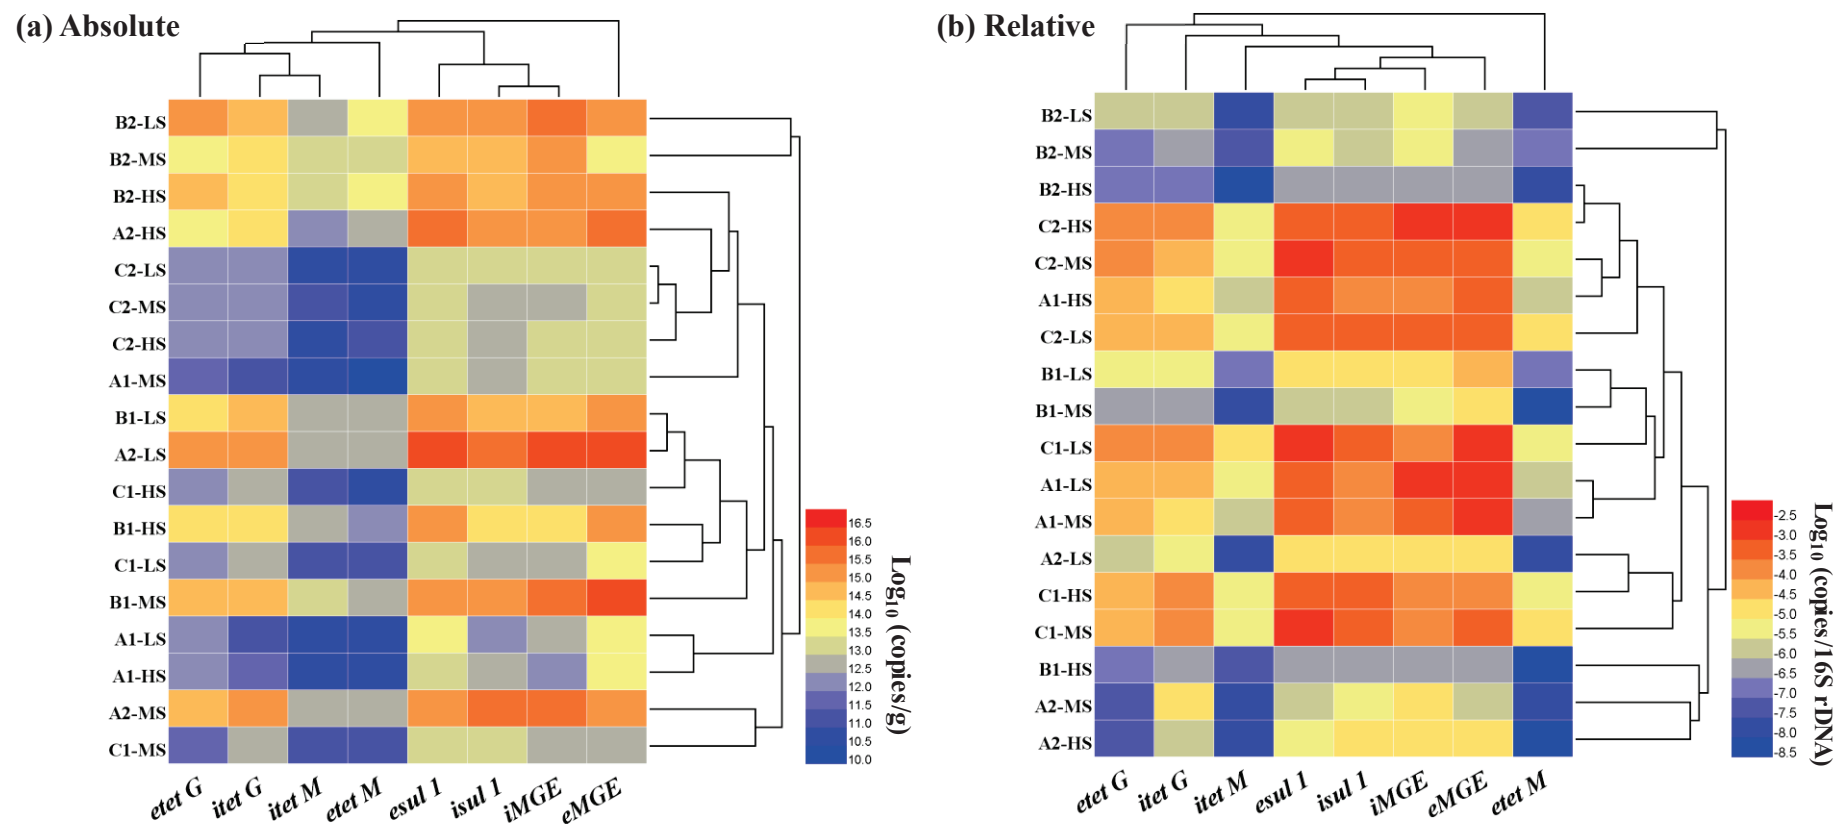 (a) Absolute
B2-LS
B2-MS
B2-HS
A2-HS
C2-LS
C2-MS
C2-HS
A1-MS
B1-LS
A2-LS
C1-HS
B1-HS
C1-LS
B1-MS
A1-LS
A1-HS
A2-MS
C1-MS
etet G itet G itet M etet M esul 1 isul 1 iMGE eMGE
16.5
16.0
15.5
15.0
14.5
14.0
13.5
13.0
12.5
12.0
11.5
11.0
10.5
10.0
Log10 (copies/g)
(b) Relative
B2-LS
B2-MS
B2-HS
C2-HS
C2-MS
A1-HS
C2-LS
B1-LS
B1-MS
C1-LS
A1-LS
A1-MS
A2-LS
C1-HS
C1-MS
B1-HS
A2-MS
A2-HS
etet G itet G itet M esul 1 isul 1 iMGE eMGE etet M
-2.5
-3.0
-3.5
-4.0
-4.5
-5.0
-5.5
-6.0
-6.5
-7.0
-7.5
-8.0
-8.5
Log10 (copies/16S rDNA)